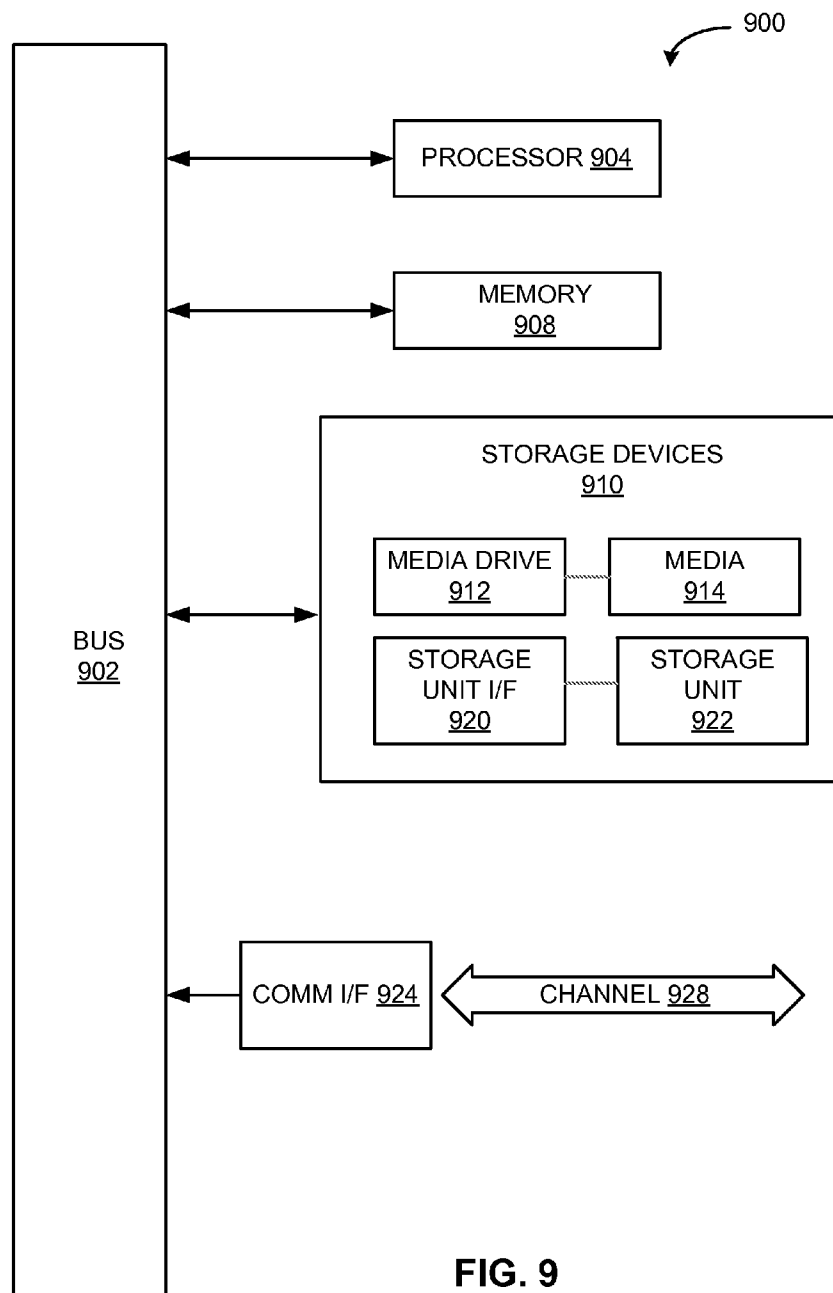 900
PROCESSOR 904
MEMORY
908
STORAGE DEVICES
910
MEDIA DRIVE
912
MEDIA
914
BUS
902
STORAGE
UNIT I/F
920
STORAGE
UNIT
922
COMM I/F 924
CHANNEL 928
FIG. 9